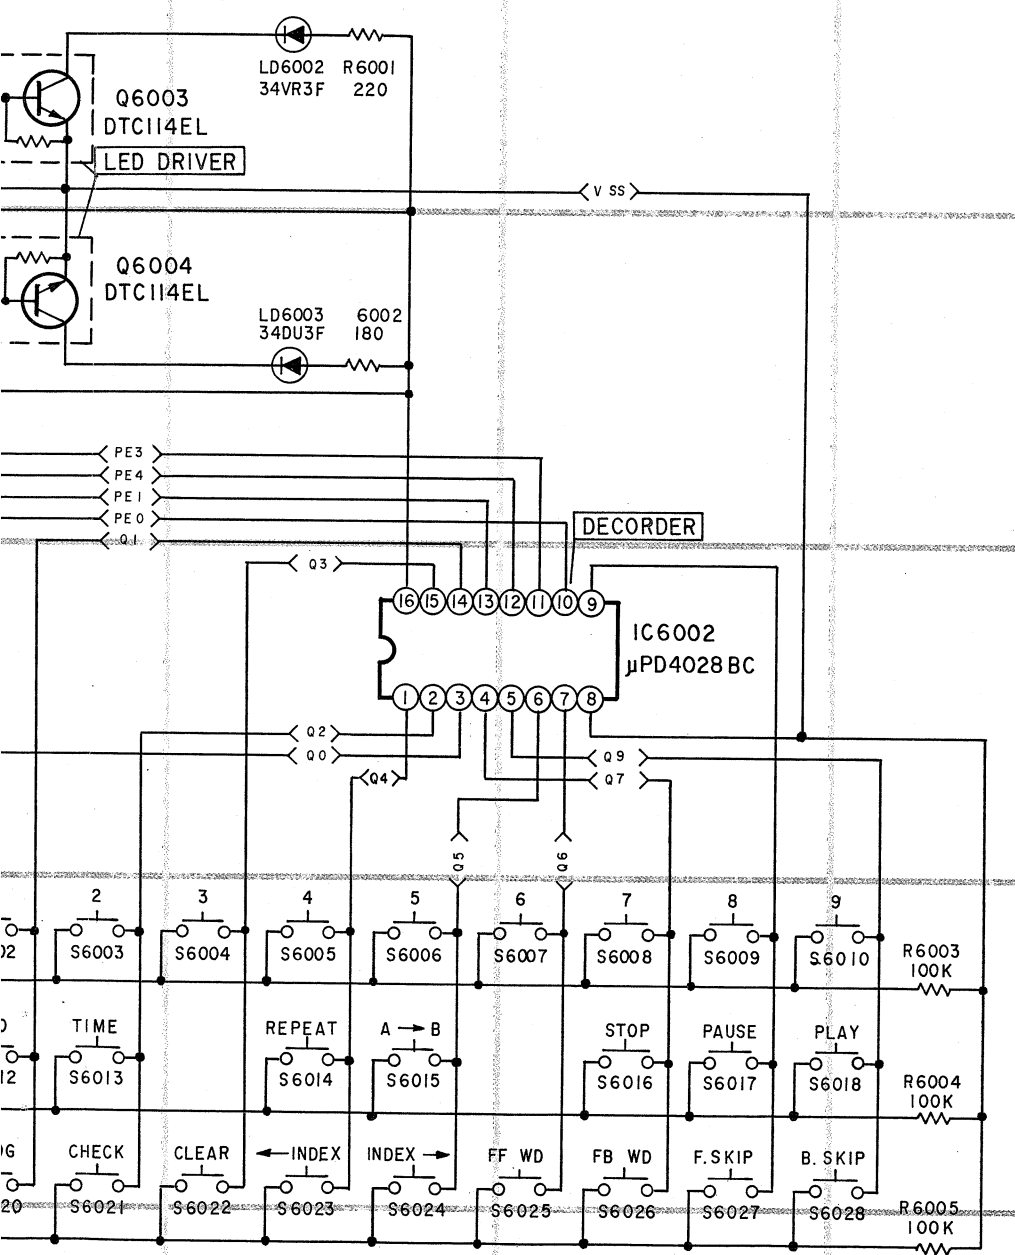 LD6002 R6001
34VR3F 220
Q6003
DTC114EL
LED DRIVER
V SS
Q6004
DTC114EL
LD6003 6002
34DU3F 180
PE3
PE4
PE1
PE0
Q1
DECORDER
Q3
16 15 14 13 12 11 10 9
IC6002
µPD4028BC
1 2 3 4 5 6 7 8
Q2
Q0
Q9
Q4
Q7
Q5
Q6
2 3 4 5 6 7 8 9
02 S6003 S6004 S6005 S6006 S6007 S6008 S6009 S6010
R6003
100K
TIME REPEAT A → B STOP PAUSE PLAY
12 S6013 S6014 S6015 S6016 S6017 S6018
R6004
100K
G CHECK CLEAR ←INDEX INDEX→ FF WD FB WD F.SKIP B.SKIP
20 S6021 S6022 S6023 S6024 S6025 S6026 S6027 S6028
R6005
100K